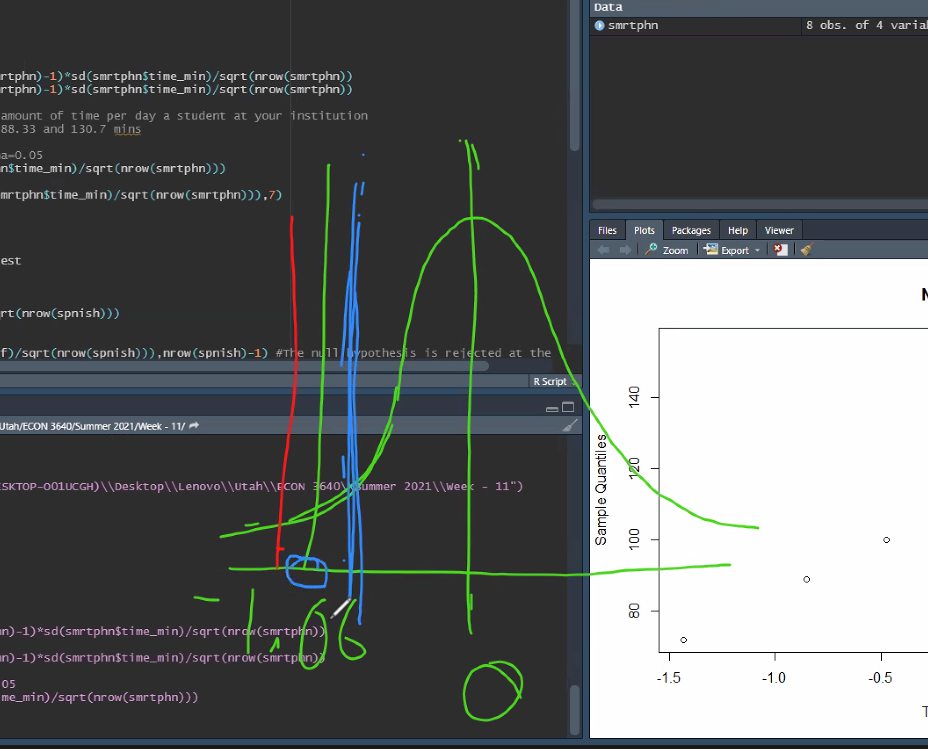 Data
smrtphn 8 obs. of 4 variab
rtphn)-1)*sd(smrtphn$time_min)/sqrt(nrow(smrtphn))
rtphn)-1)*sd(smrtphn$time_min)/sqrt(nrow(smrtphn))
amount of time per day a student at your institution
88.33 and 130.7 mins
a=0.05
n$time_min)/sqrt(nrow(smrtphn)))
mrtphn$time_min)/sqrt(nrow(smrtphn))),7)
est
rt(nrow(spnish)))
f)/sqrt(nrow(spnish))),nrow(spnish)-1) #The null hypothesis is rejected at the
R Script
Files Plots Packages Help Viewer
Zoom Export
Utah/ECON 3640/Summer 2021/Week - 11/
ESKTOP-OO1UCGH)\\Desktop\\Lenovo\\Utah\\ECON 3640\\Summer 2021\\Week - 11")
n)-1)*sd(smrtphn$time_min)/sqrt(nrow(smrtphn))
n)-1)*sd(smrtphn$time_min)/sqrt(nrow(smrtphn))
05
me_min)/sqrt(nrow(smrtphn)))
Sample Quantiles
140
120
100
80
-1.5 -1.0 -0.5
0